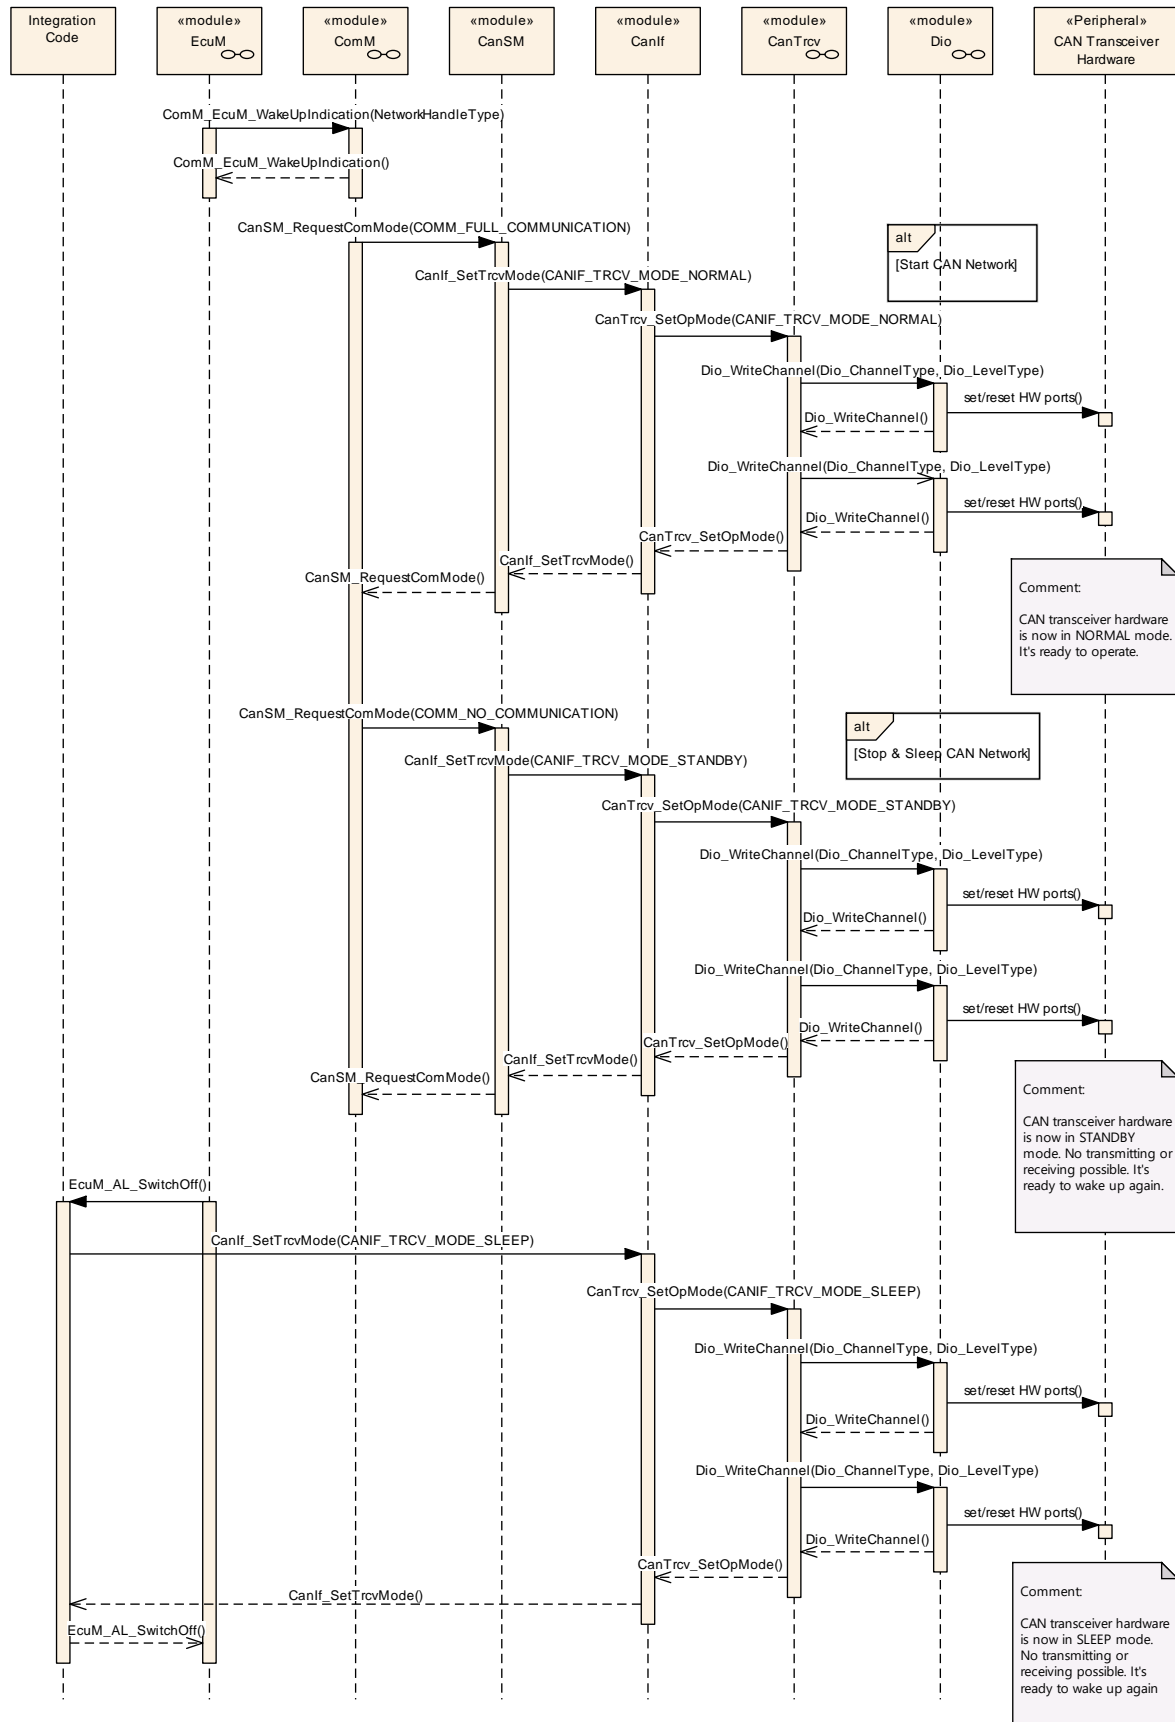 Integration
Code
«module»
EcuM
«module»
ComM
«module»
CanSM
«module»
CanIf
«module»
CanTrcv
«module»
Dio
«Peripheral»
CAN Transceiver
Hardware
ComM_EcuM_WakeUpIndication(NetworkHandleType)
ComM_EcuM_WakeUpIndication()
CanSM_RequestComMode(COMM_FULL_COMMUNICATION)
alt
[Start CAN Network]
CanIf_SetTrcvMode(CANIF_TRCV_MODE_NORMAL)
CanTrcv_SetOpMode(CANIF_TRCV_MODE_NORMAL)
Dio_WriteChannel(Dio_ChannelType, Dio_LevelType)
set/reset HW ports()
Dio_WriteChannel()
Dio_WriteChannel(Dio_ChannelType, Dio_LevelType)
set/reset HW ports()
Dio_WriteChannel()
CanTrcv_SetOpMode()
CanIf_SetTrcvMode()
CanSM_RequestComMode()
Comment:
CAN transceiver hardware
is now in NORMAL mode.
It's ready to operate.
CanSM_RequestComMode(COMM_NO_COMMUNICATION)
alt
[Stop & Sleep CAN Network]
CanIf_SetTrcvMode(CANIF_TRCV_MODE_STANDBY)
CanTrcv_SetOpMode(CANIF_TRCV_MODE_STANDBY)
Dio_WriteChannel(Dio_ChannelType, Dio_LevelType)
set/reset HW ports()
Dio_WriteChannel()
Dio_WriteChannel(Dio_ChannelType, Dio_LevelType)
set/reset HW ports()
Dio_WriteChannel()
CanTrcv_SetOpMode()
CanIf_SetTrcvMode()
CanSM_RequestComMode()
Comment:
CAN transceiver hardware
is now in STANDBY
mode. No transmitting or
receiving possible. It's
ready to wake up again.
EcuM_AL_SwitchOff()
CanIf_SetTrcvMode(CANIF_TRCV_MODE_SLEEP)
CanTrcv_SetOpMode(CANIF_TRCV_MODE_SLEEP)
Dio_WriteChannel(Dio_ChannelType, Dio_LevelType)
set/reset HW ports()
Dio_WriteChannel()
Dio_WriteChannel(Dio_ChannelType, Dio_LevelType)
set/reset HW ports()
Dio_WriteChannel()
CanTrcv_SetOpMode()
CanIf_SetTrcvMode()
EcuM_AL_SwitchOff()
Comment:
CAN transceiver hardware
is now in SLEEP mode.
No transmitting or
receiving possible. It's
ready to wake up again